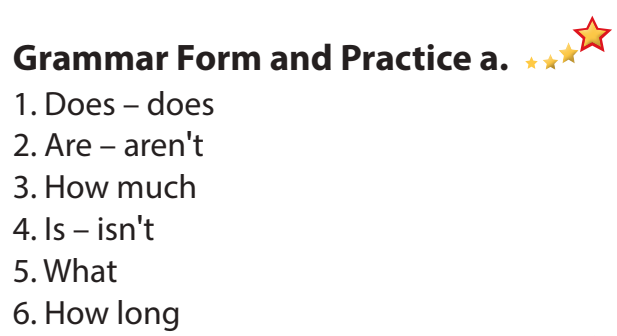 Grammar Form and Practice a.
1. Does – does
2. Are – aren't
3. How much
4. Is – isn't
5. What
6. How long